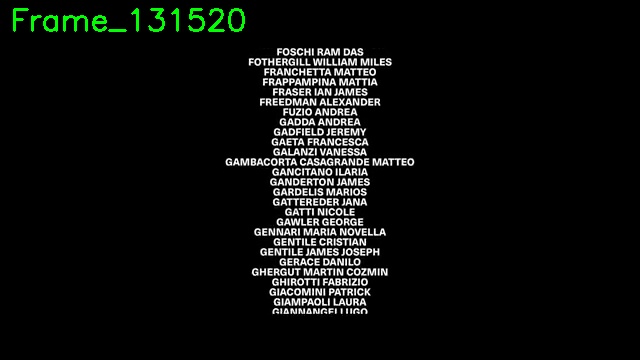 Frame_131520
FOSCHI RAM DAS
FOTHERGILL WILLIAM MILES
FRANCHETTA MATTEO
FRAPPAMPINA MATTIA
FRASER IAN JAMES
FREEDMAN ALEXANDER
FUZIO ANDREA
GADDA ANDREA
GADFIELD JEREMY
GAETA FRANCESCA
GALANZI VANESSA
GAMBACORTA CASAGRANDE MATTEO
GANCITANO ILARIA
GANDERTON JAMES
GARDELIS MARIOS
GATTEREDER JANA
GATTI NICOLE
GAWLER GEORGE
GENNARI MARIA NOVELLA
GENTILE CRISTIAN
GENTILE JAMES JOSEPH
GERACE DANILO
GHERGUT MARTIN COZMIN
GHIROTTI FABRIZIO
GIACOMINI PATRICK
GIAMPAOLI LAURA
GIANNANGELI UGO